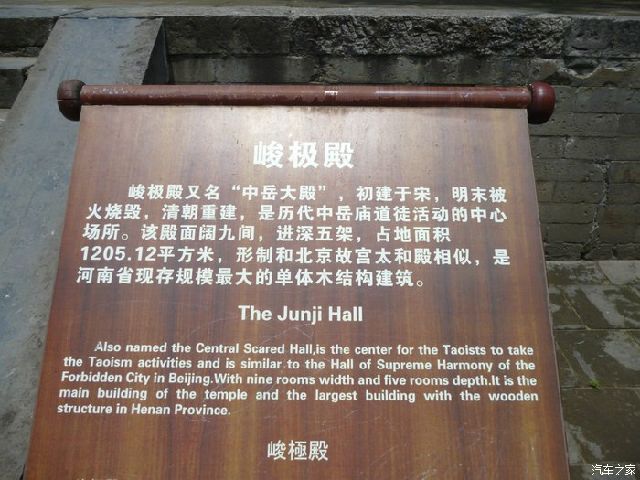 峻极殿
峻极殿又名“中岳大殿”，初建于宋，明末被
火烧毁，清朝重建，是历代中岳庙道徒活动的中心
场所。该殿面阔九间，进深五架，占地面积
1205.12平方米，形制和北京故宫太和殿相似，是
河南省现存规模最大的单体木结构建筑。
The Junji Hall
Also named the Central Scared Hall,is the center for the Taoists to take
the Taoism activities and is similar to the Hall of Supreme Harmony of the
Forbidden City in Beijing.With nine rooms width and five rooms depth.It is the
main building of the temple and the largest building with the wooden
structure in Henan Province.
峻極殿
汽车之家